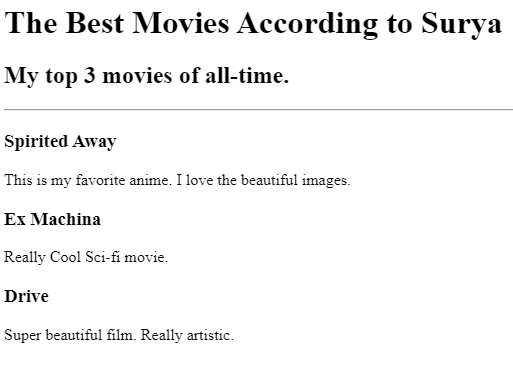 The Best Movies According to Surya
My top 3 movies of all-time.
Spirited Away
This is my favorite anime. I love the beautiful images.
Ex Machina
Really Cool Sci-fi movie.
Drive
Super beautiful film. Really artistic.